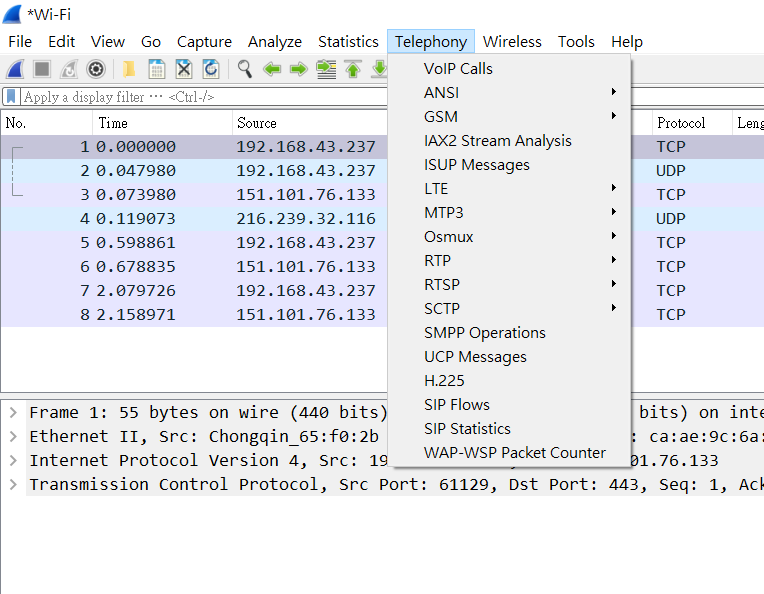 *Wi-Fi
File Edit View Go Capture Analyze Statistics Telephony Wireless Tools Help
Apply a display filter ··· <Ctrl-/>
No. Time Source Protocol Leng
1 0.000000 192.168.43.237 TCP
2 0.047980 192.168.43.237 UDP
3 0.073980 151.101.76.133 TCP
4 0.119073 216.239.32.116 UDP
5 0.598861 192.168.43.237 TCP
6 0.678835 151.101.76.133 TCP
7 2.079726 192.168.43.237 TCP
8 2.158971 151.101.76.133 TCP
VoIP Calls
ANSI
GSM
IAX2 Stream Analysis
ISUP Messages
LTE
MTP3
Osmux
RTP
RTSP
SCTP
SMPP Operations
UCP Messages
H.225
SIP Flows
SIP Statistics
WAP-WSP Packet Counter
Frame 1: 55 bytes on wire (440 bits) bits) on inte
Ethernet II, Src: Chongqin_65:f0:2b : ca:ae:9c:6a:
Internet Protocol Version 4, Src: 19 01.76.133
Transmission Control Protocol, Src Port: 61129, Dst Port: 443, Seq: 1, Ack